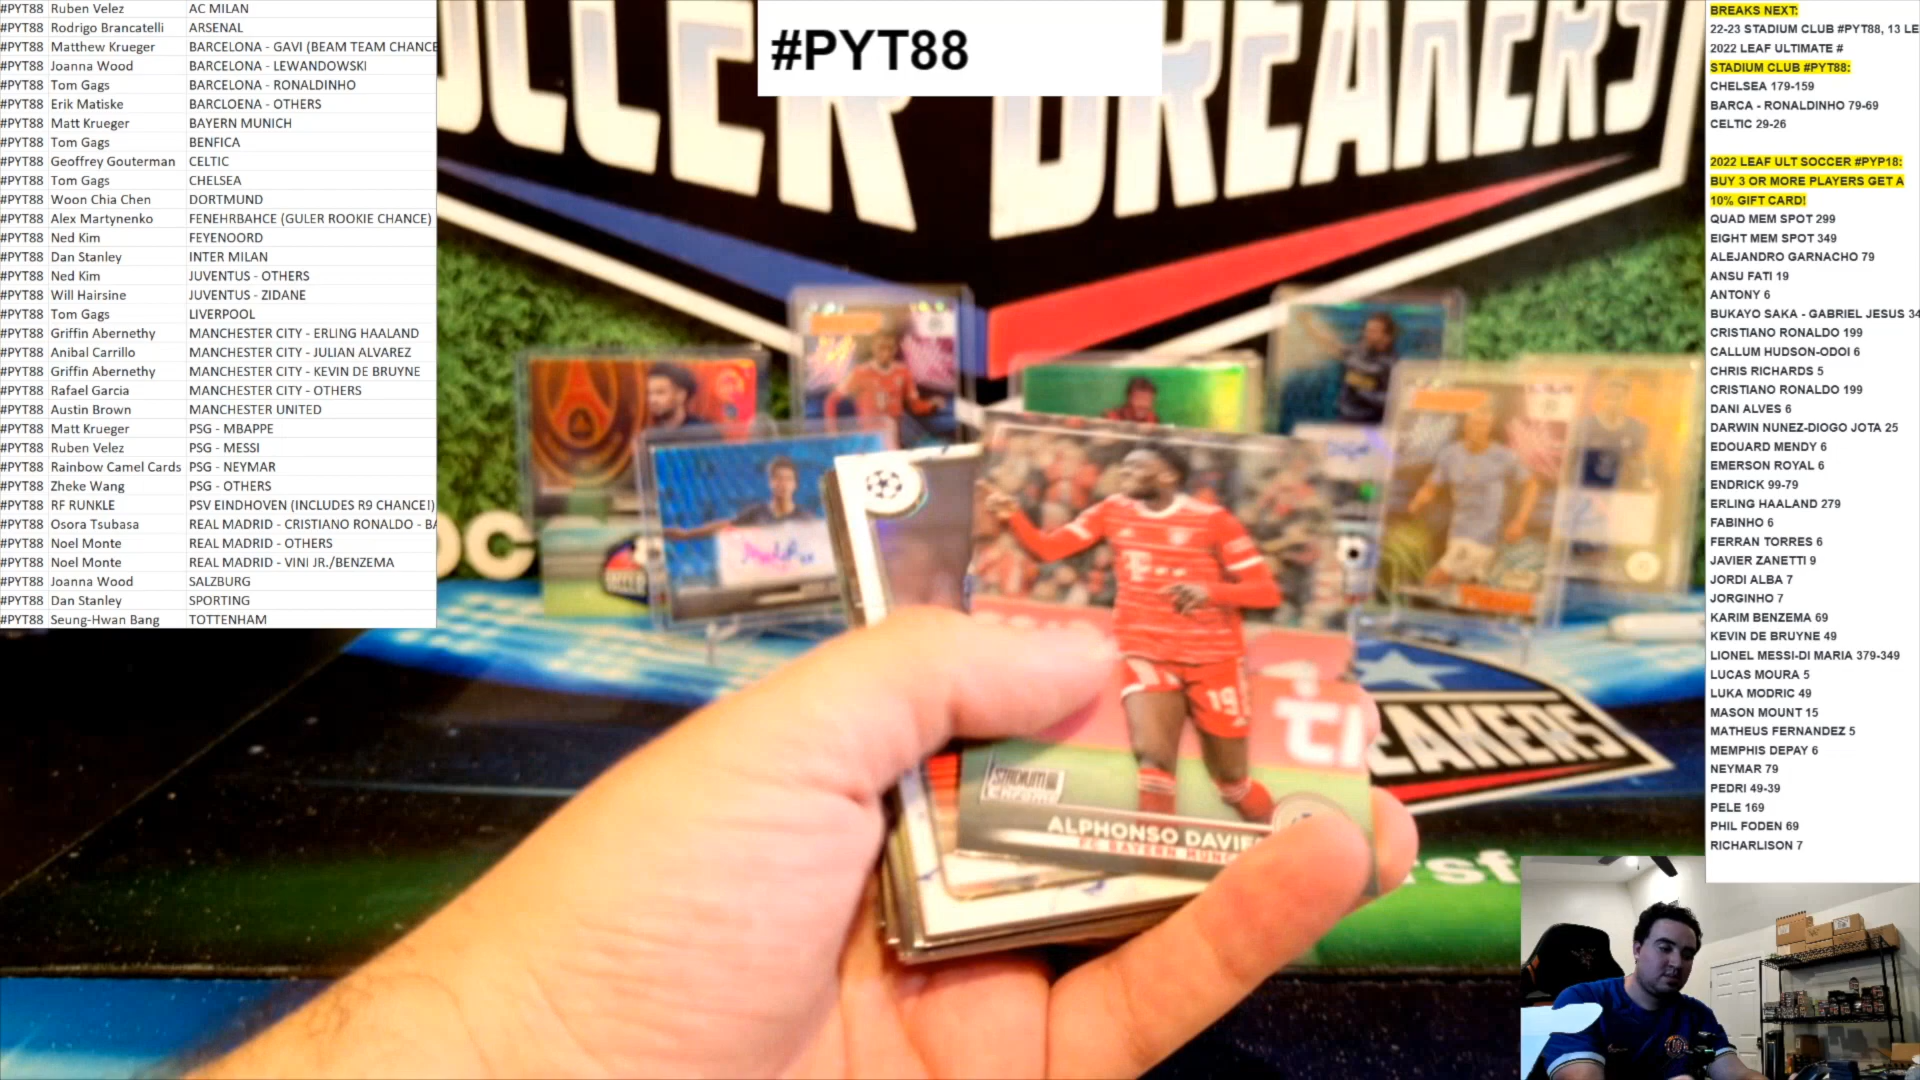 #PYT88 Ruben Velez AC MILAN
#PYT88 Rodrigo Brancatelli ARSENAL
#PYT88 Matthew Krueger BARCELONA - GAVI (BEAM TEAM CHANCE
#PYT88 Joanna Wood BARCELONA - LEWANDOWSKI
#PYT88 Tom Gags BARCELONA - RONALDINHO
#PYT88 Erik Matiske BARCLOENA - OTHERS
#PYT88 Matt Krueger BAYERN MUNICH
#PYT88 Tom Gags BENFICA
#PYT88 Geoffrey Gouterman CELTIC
#PYT88 Tom Gags CHELSEA
#PYT88 Woon Chia Chen DORTMUND
#PYT88 Alex Martynenko FENEHRBAHCE (GULER ROOKIE CHANCE)
#PYT88 Ned Kim FEYENOORD
#PYT88 Dan Stanley INTER MILAN
#PYT88 Ned Kim JUVENTUS - OTHERS
#PYT88 Will Hairsine JUVENTUS - ZIDANE
#PYT88 Tom Gags LIVERPOOL
#PYT88 Griffin Abernethy MANCHESTER CITY - ERLING HAALAND
#PYT88 Anibal Carrillo MANCHESTER CITY - JULIAN ALVAREZ
#PYT88 Griffin Abernethy MANCHESTER CITY - KEVIN DE BRUYNE
#PYT88 Rafael Garcia MANCHESTER CITY - OTHERS
#PYT88 Austin Brown MANCHESTER UNITED
#PYT88 Matt Krueger PSG - MBAPPE
#PYT88 Ruben Velez PSG - MESSI
#PYT88 Rainbow Camel Cards PSG - NEYMAR
#PYT88 Zheke Wang PSG - OTHERS
#PYT88 RF RUNKLE PSV EINDHOVEN (INCLUDES R9 CHANCE!)
#PYT88 Osora Tsubasa REAL MADRID - CRISTIANO RONALDO - BA
#PYT88 Noel Monte REAL MADRID - OTHERS
#PYT88 Noel Monte REAL MADRID - VINI JR./BENZEMA
#PYT88 Joanna Wood SALZBURG
#PYT88 Dan Stanley SPORTING
#PYT88 Seung-Hwan Bang TOTTENHAM
#PYT88
CCER BREAKERS
OC
19
STADIUM
CHROME
ALPHONSO DAVIES
FC BAYERN MUNC
EAKERS
rsf
BREAKS NEXT:
22-23 STADIUM CLUB #PYT88, 13 LE
2022 LEAF ULTIMATE #
STADIUM CLUB #PYT88:
CHELSEA 179-159
BARCA - RONALDINHO 79-69
CELTIC 29-26
2022 LEAF ULT SOCCER #PYP18:
BUY 3 OR MORE PLAYERS GET A
10% GIFT CARD!
QUAD MEM SPOT 299
EIGHT MEM SPOT 349
ALEJANDRO GARNACHO 79
ANSU FATI 19
ANTONY 6
BUKAYO SAKA - GABRIEL JESUS 34
CRISTIANO RONALDO 199
CALLUM HUDSON-ODOI 6
CHRIS RICHARDS 5
CRISTIANO RONALDO 199
DANI ALVES 6
DARWIN NUNEZ-DIOGO JOTA 25
EDOUARD MENDY 6
EMERSON ROYAL 6
ENDRICK 99-79
ERLING HAALAND 279
FABINHO 6
FERRAN TORRES 6
JAVIER ZANETTI 9
JORDI ALBA 7
JORGINHO 7
KARIM BENZEMA 69
KEVIN DE BRUYNE 49
LIONEL MESSI-DI MARIA 379-349
LUCAS MOURA 5
LUKA MODRIC 49
MASON MOUNT 15
MATHEUS FERNANDEZ 5
MEMPHIS DEPAY 6
NEYMAR 79
PEDRI 49-39
PELE 169
PHIL FODEN 69
RICHARLISON 7